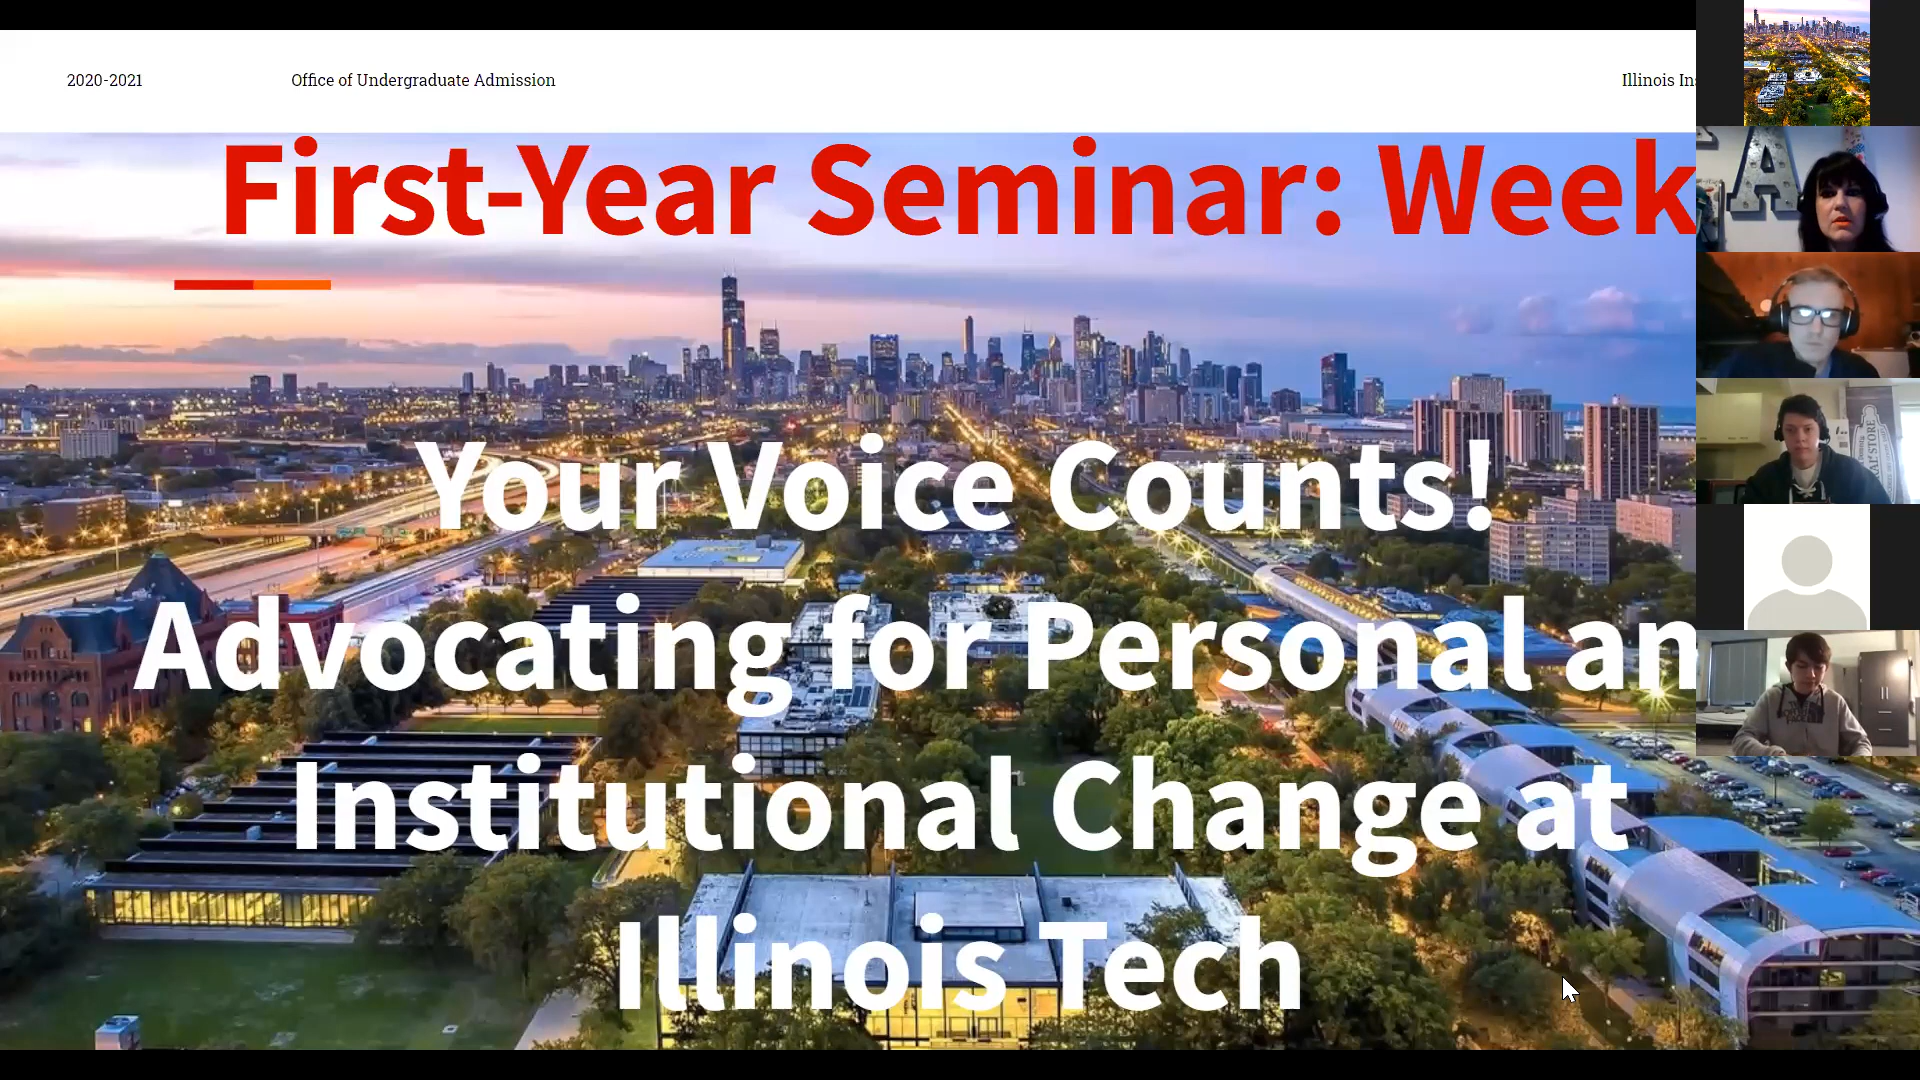 2020-2021
Office of Undergraduate Admission
Illinois
First-Year Seminar: Week
Your Voice Counts!
Advocating for Personal an
Institutional Change at
Illinois Tech
A